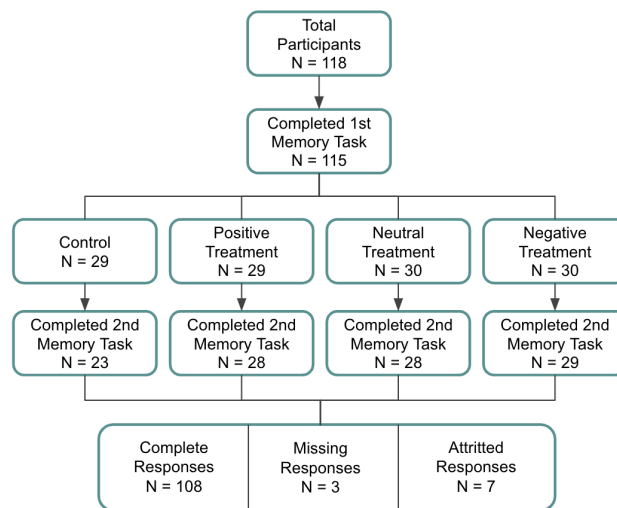 Total
Participants
N = 118
Completed 1st
Memory Task
N = 115
Control
N = 29
Positive
Treatment
N = 29
Neutral
Treatment
N = 30
Negative
Treatment
N = 30
Completed 2nd
Memory Task
N = 23
Completed 2nd
Memory Task
N = 28
Completed 2nd
Memory Task
N = 28
Completed 2nd
Memory Task
N = 29
Complete
Responses
N = 108
Missing
Responses
N = 3
Attritted
Responses
N = 7